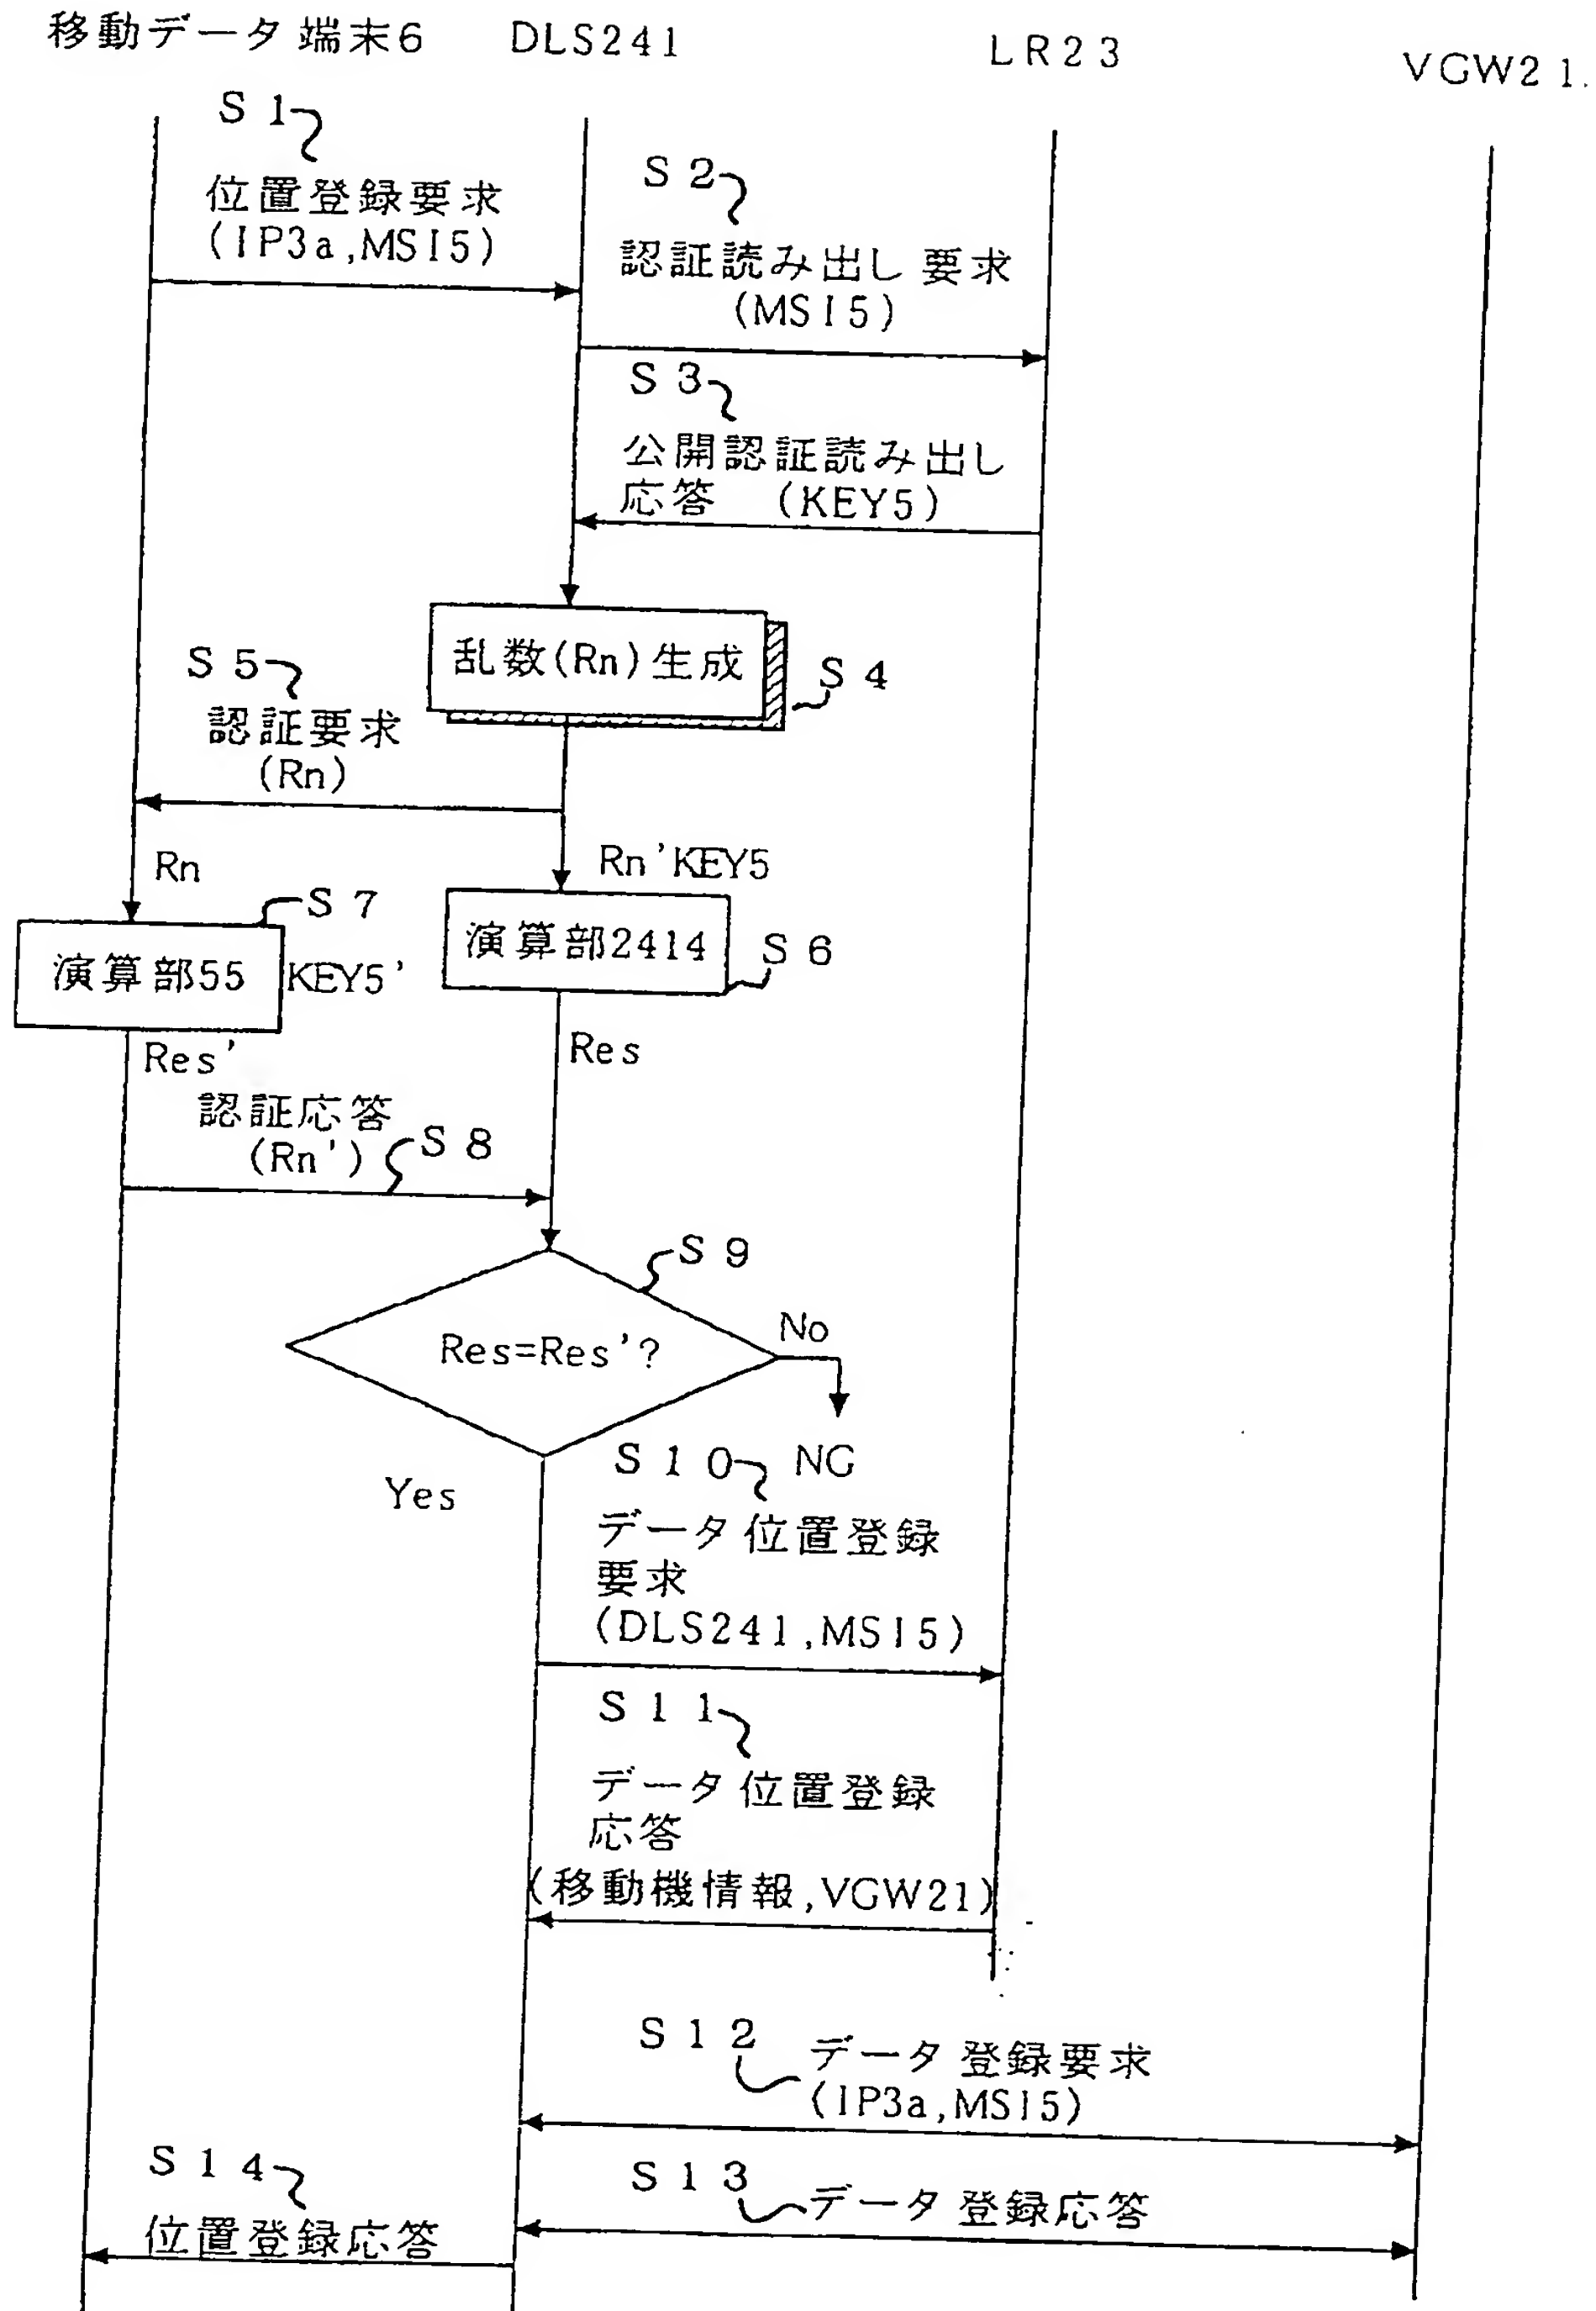 移動データ端末6
DLS241
LR23
VGW21.
S1
位置登録要求
(IP3a,MSI5)
S2
認証読み出し要求
(MSI5)
S3
公開認証読み出し
応答 (KEY5)
乱数(Rn)生成
S4
S5
認証要求
(Rn)
Rn
Rn'KEY5
S7
演算部55
KEY5'
演算部2414
S6
Res'
Res
認証応答
(Rn')
S8
S9
Res=Res'?
No
NG
Yes
S10
データ位置登録
要求
(DLS241,MSI5)
S11
データ位置登録
応答
(移動機情報,VGW21)
S12
データ登録要求
(IP3a,MSI5)
S13
データ登録応答
S14
位置登録応答